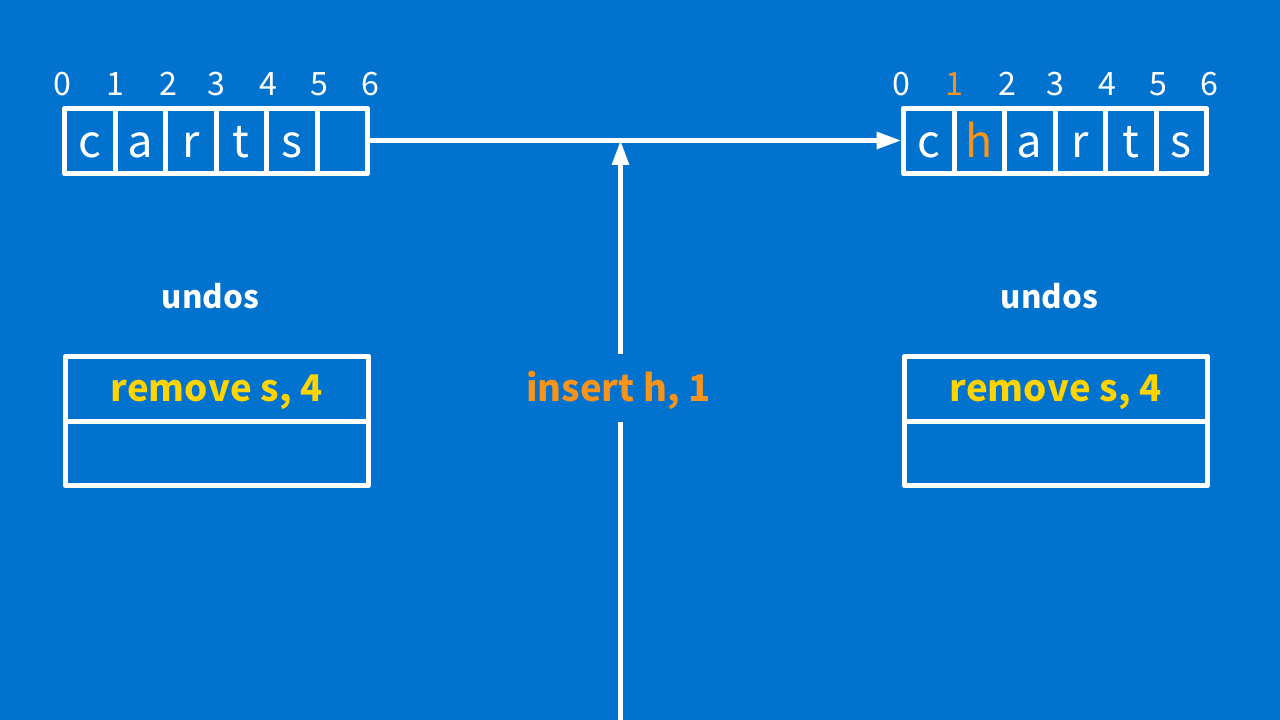 0 1 2 3 4 5 6
c a r t s
undos
remove s, 4
insert h, 1
0 1 2 3 4 5 6
c h a r t s
undos
remove s, 4